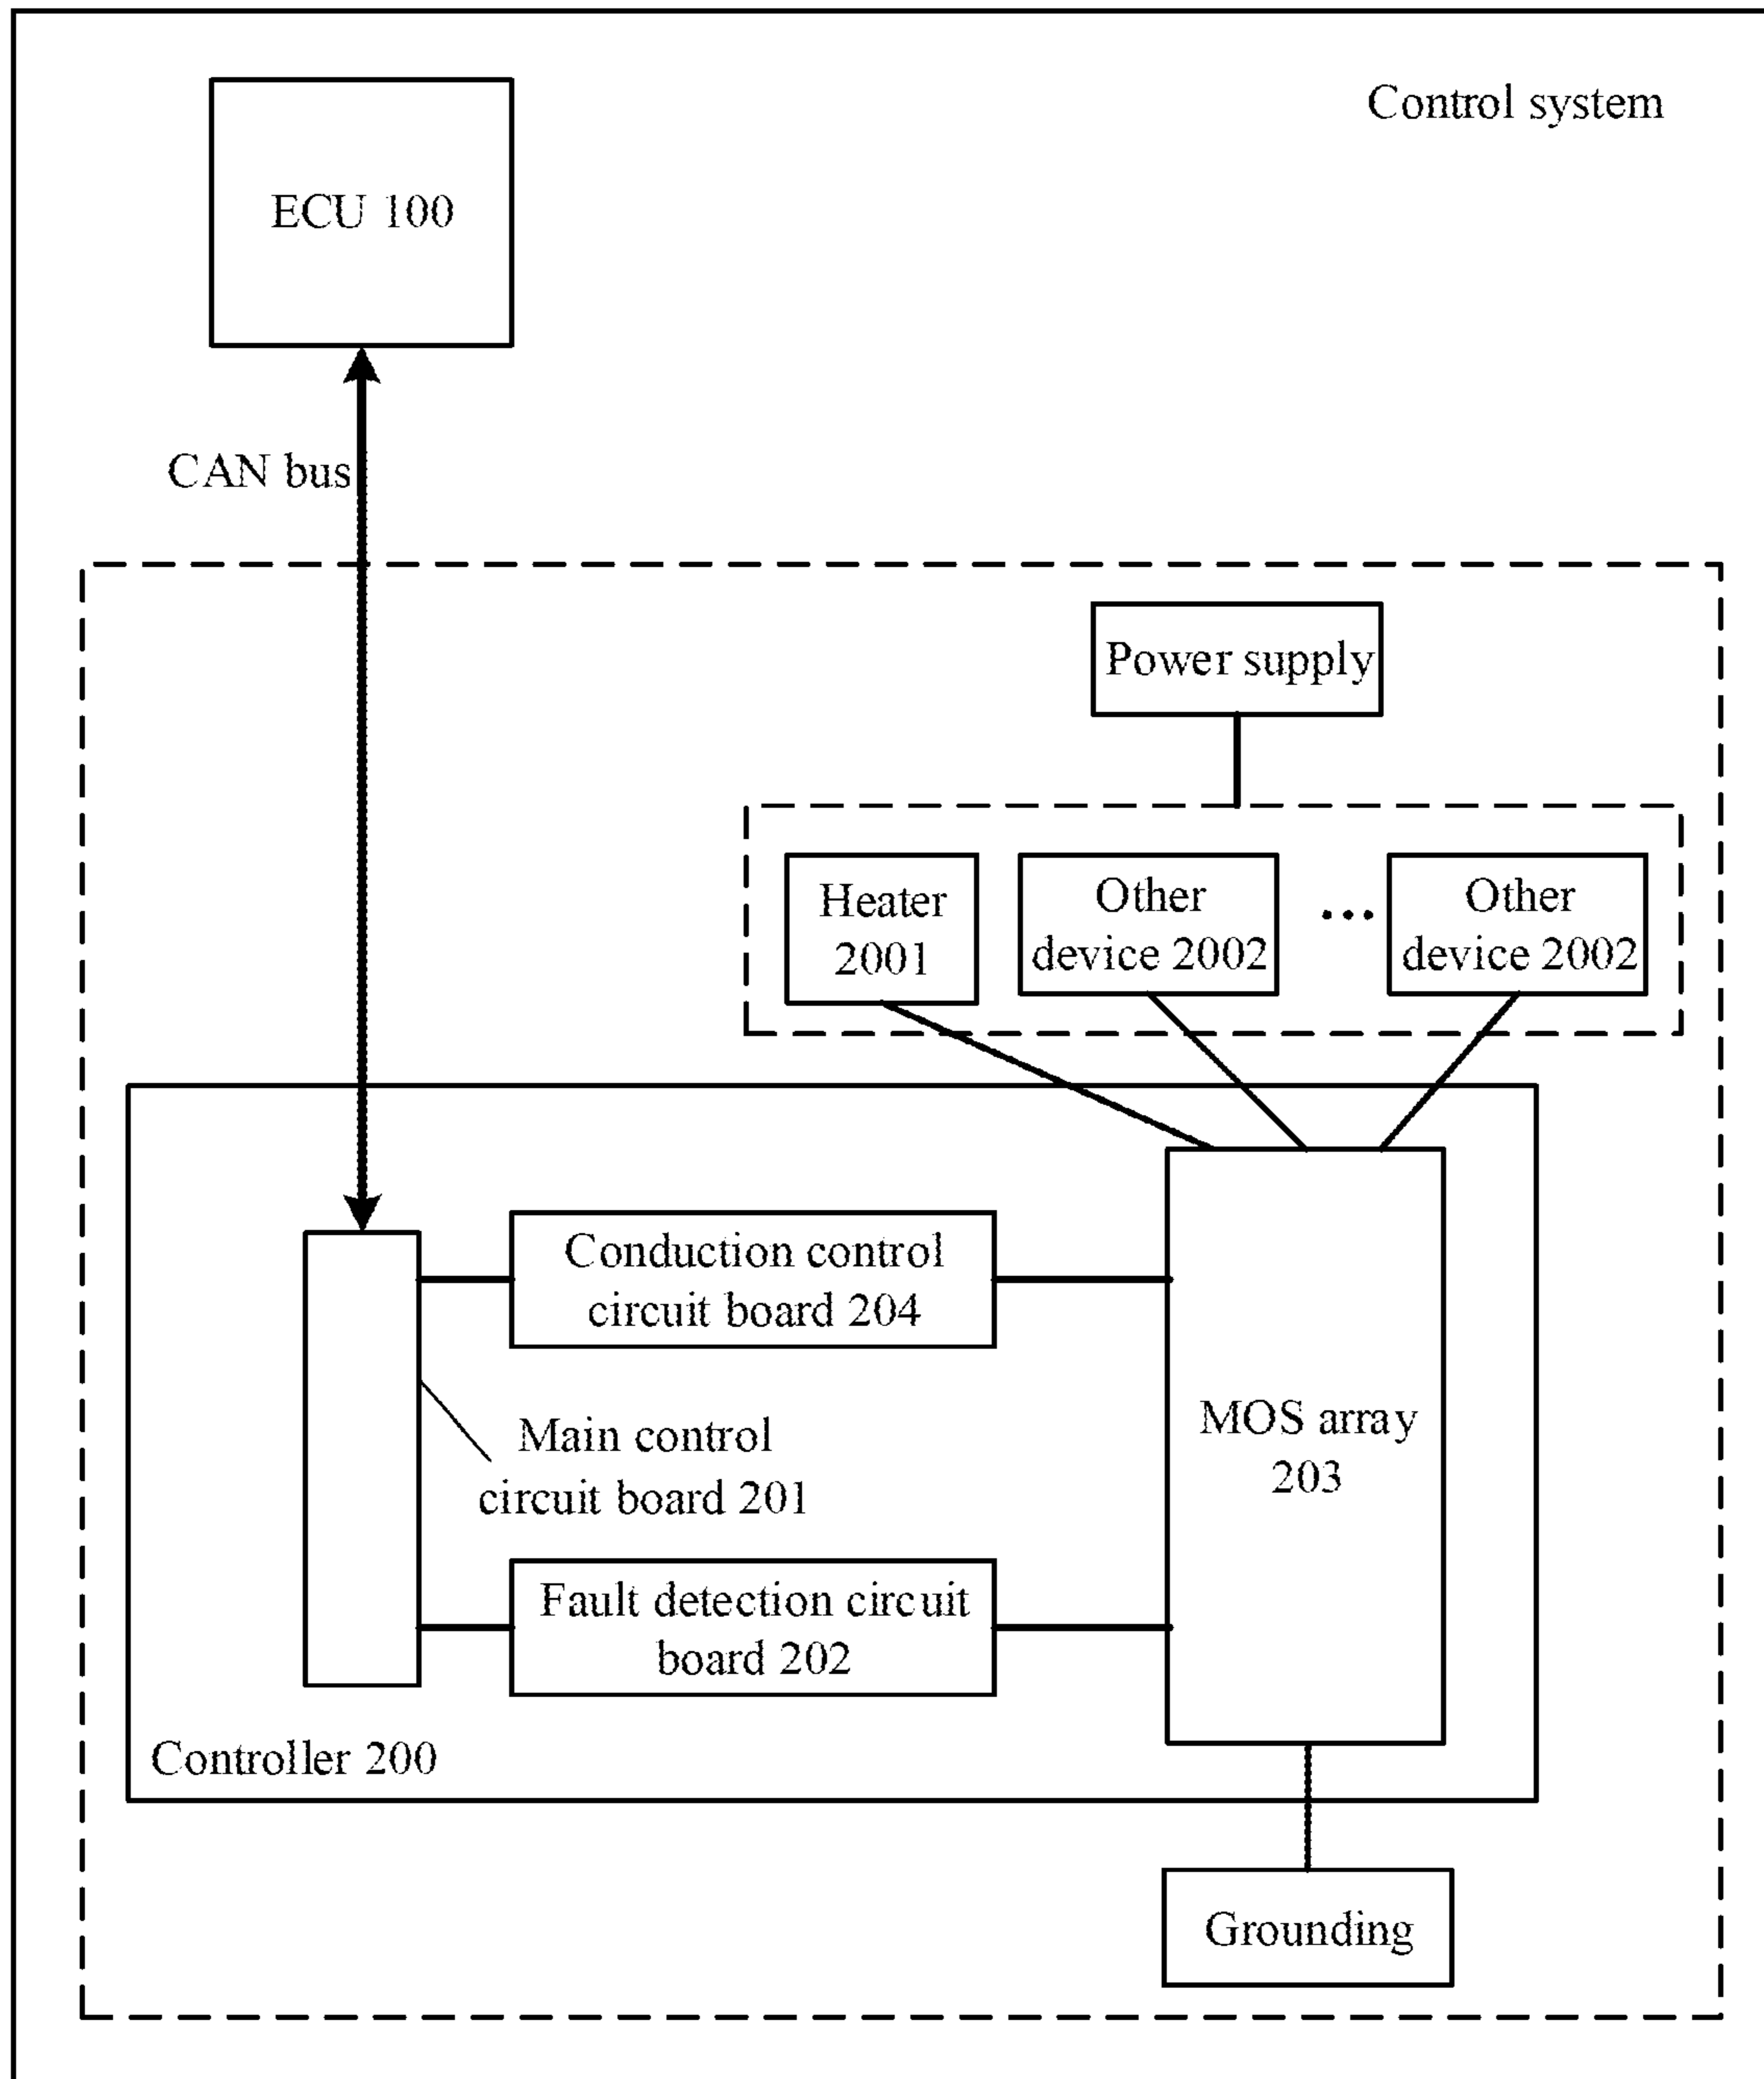 Control system
ECU 100
CAN bus
Power supply
Heater
2001
Other
device 2002
...
Other
device 2002
Conduction control
circuit board 204
Main control
circuit board 201
MOS array
203
Fault detection circuit
board 202
Controller 200
Grounding